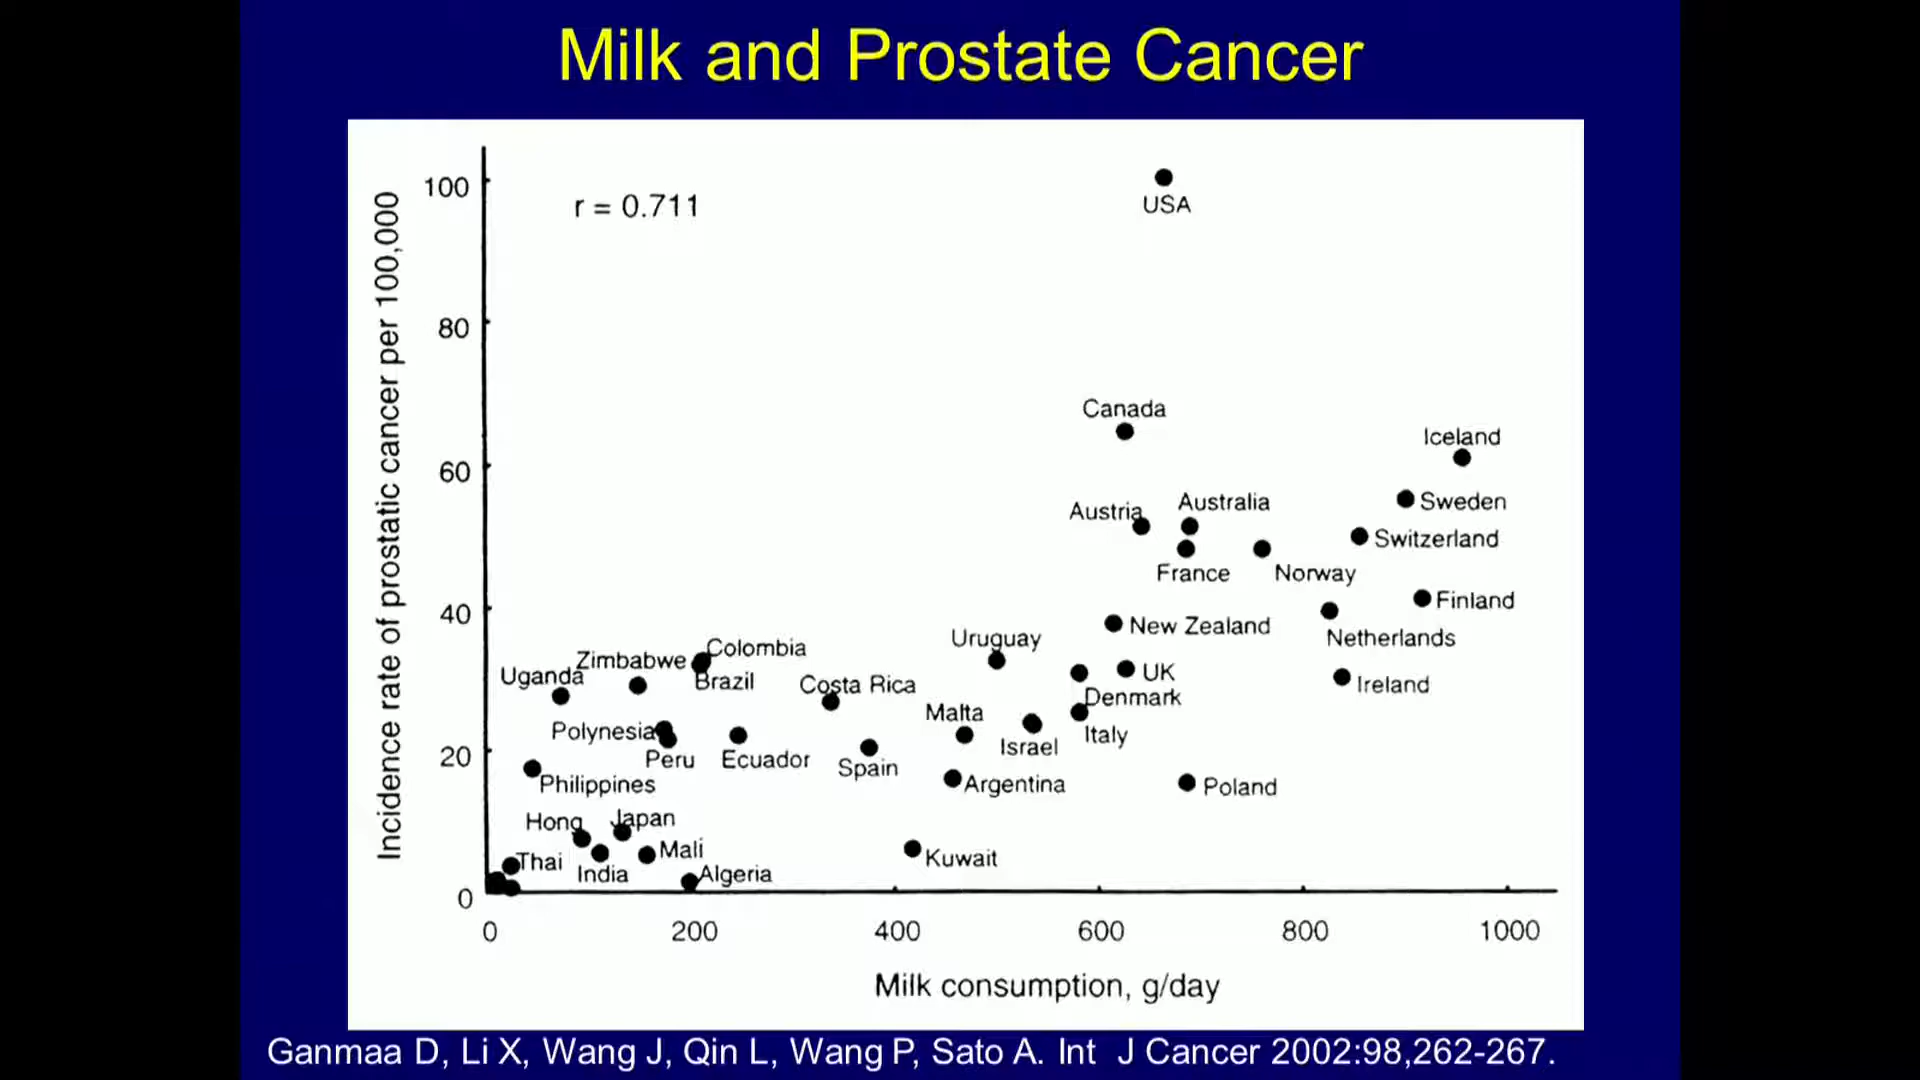 Milk and Prostate Cancer
r = 0.711
Incidence rate of prostatic cancer per 100,000
100
80
60
40
20
0
USA
Canada
Iceland
Austria
Australia
Sweden
Switzerland
France
Norway
Finland
New Zealand
Netherlands
Uruguay
Colombia
Zimbabwe
Uganda
Brazil
Costa Rica
UK
Ireland
Denmark
Malta
Polynesia
Italy
Israel
Peru
Ecuador
Spain
Philippines
Argentina
Poland
Hong
Japan
Mali
Thai
India
Algeria
Kuwait
0 200 400 600 800 1000
Milk consumption, g/day
Ganmaa D, Li X, Wang J, Qin L, Wang P, Sato A. Int J Cancer 2002:98,262-267.